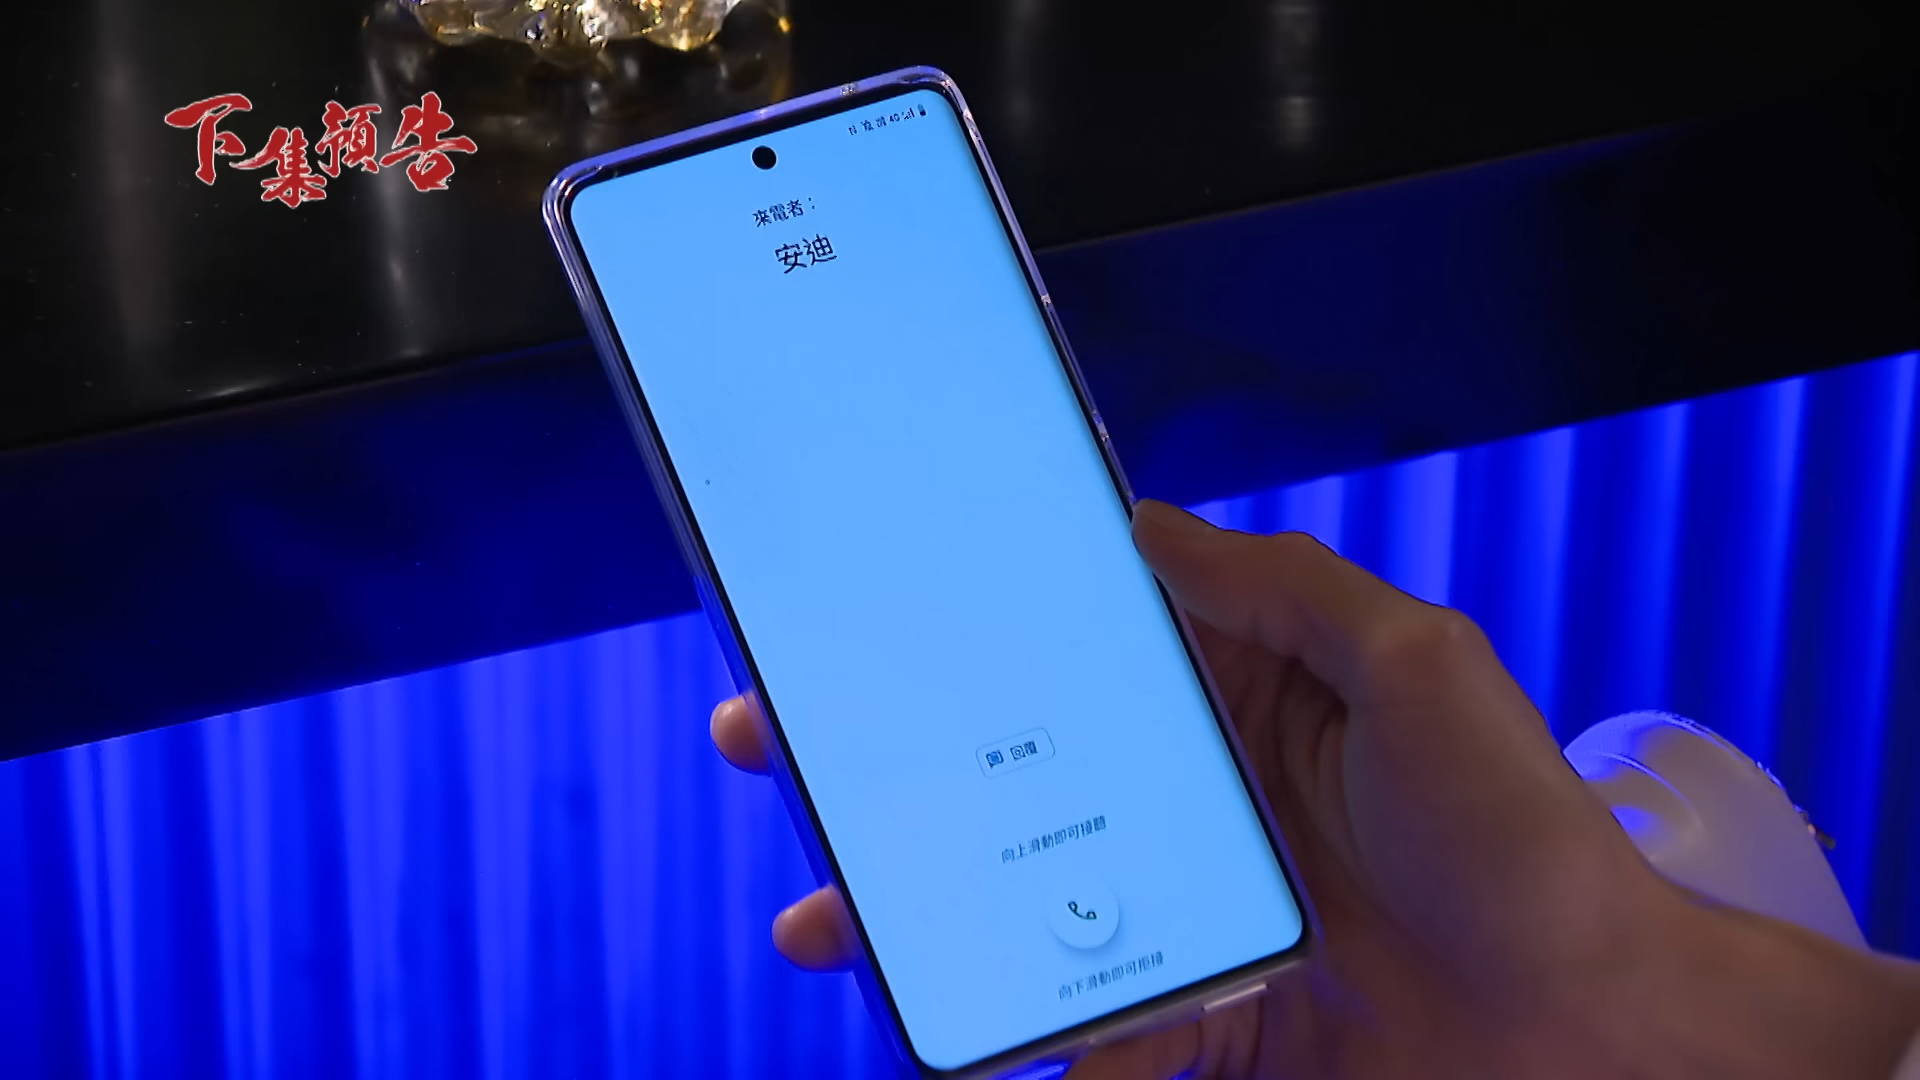 下集預告
4G
來電者：
安迪
回覆
向上滑動即可接聽
向下滑動即可拒接